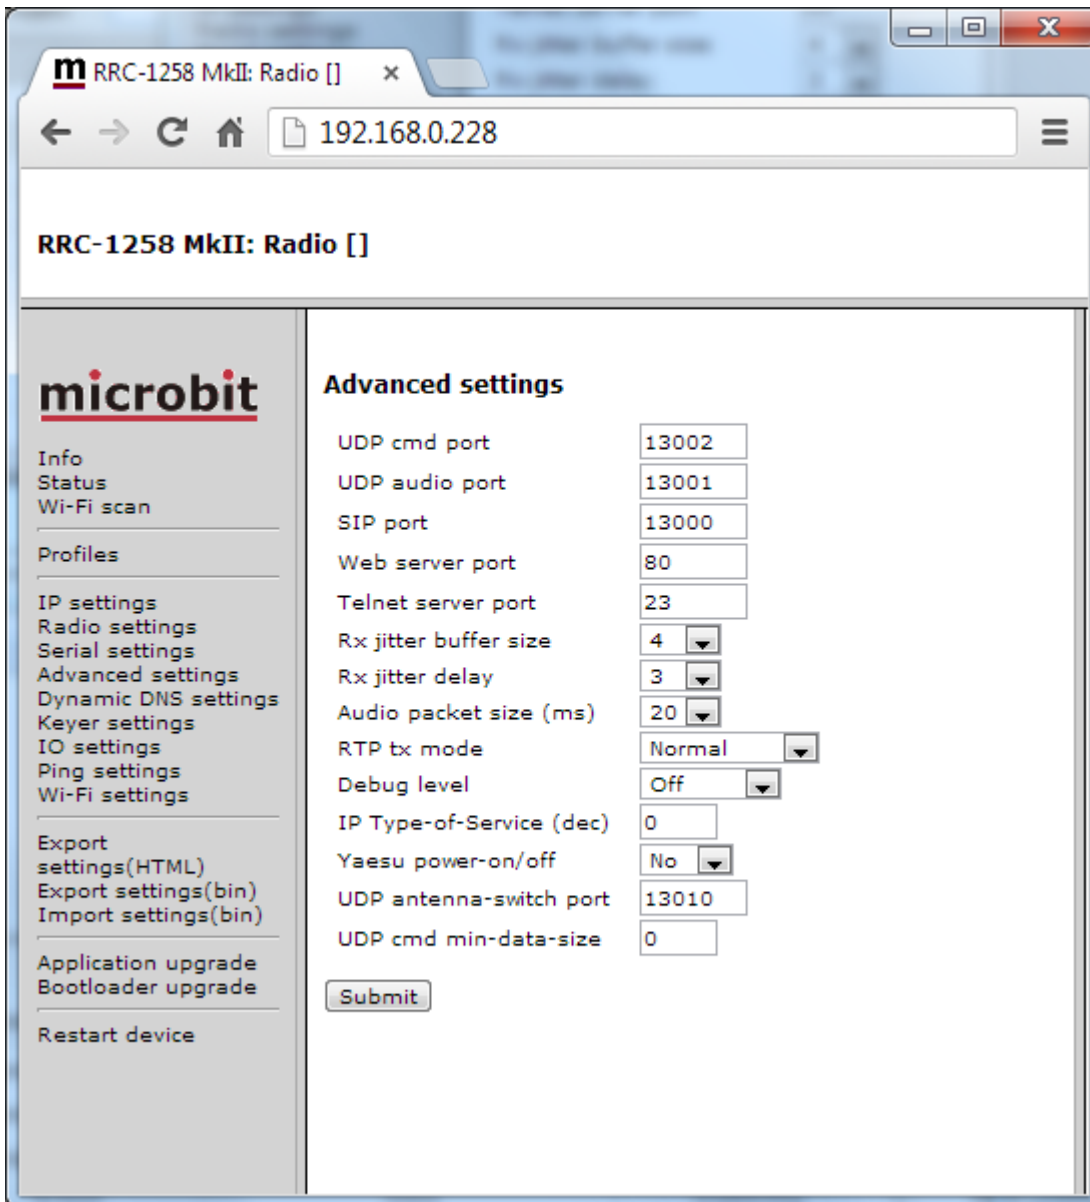 RRC-1258 MkII: Radio []
192.168.0.228
RRC-1258 MkII: Radio []
microbit
Info
Status
Wi-Fi scan
Profiles
IP settings
Radio settings
Serial settings
Advanced settings
Dynamic DNS settings
Keyer settings
IO settings
Ping settings
Wi-Fi settings
Export
settings(HTML)
Export settings(bin)
Import settings(bin)
Application upgrade
Bootloader upgrade
Restart device
Advanced settings
UDP cmd port 13002
UDP audio port 13001
SIP port 13000
Web server port 80
Telnet server port 23
Rx jitter buffer size 4
Rx jitter delay 3
Audio packet size (ms) 20
RTP tx mode Normal
Debug level Off
IP Type-of-Service (dec) 0
Yaesu power-on/off No
UDP antenna-switch port 13010
UDP cmd min-data-size 0
Submit